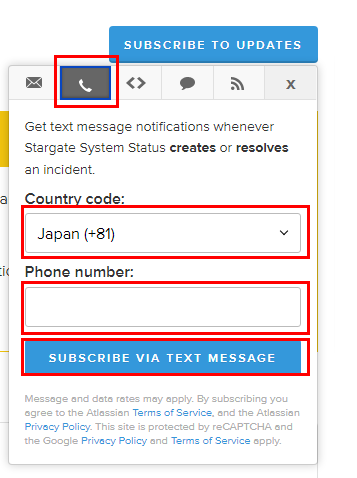 SUBSCRIBE TO UPDATES
x
Get text message notifications whenever
Stargate System Status creates or resolves
an incident.
Country code:
Japan (+81)
Phone number:
SUBSCRIBE VIA TEXT MESSAGE
Message and data rates may apply. By subscribing you
agree to the Atlassian Terms of Service, and the Atlassian
Privacy Policy. This site is protected by reCAPTCHA and
the Google Privacy Policy and Terms of Service apply.